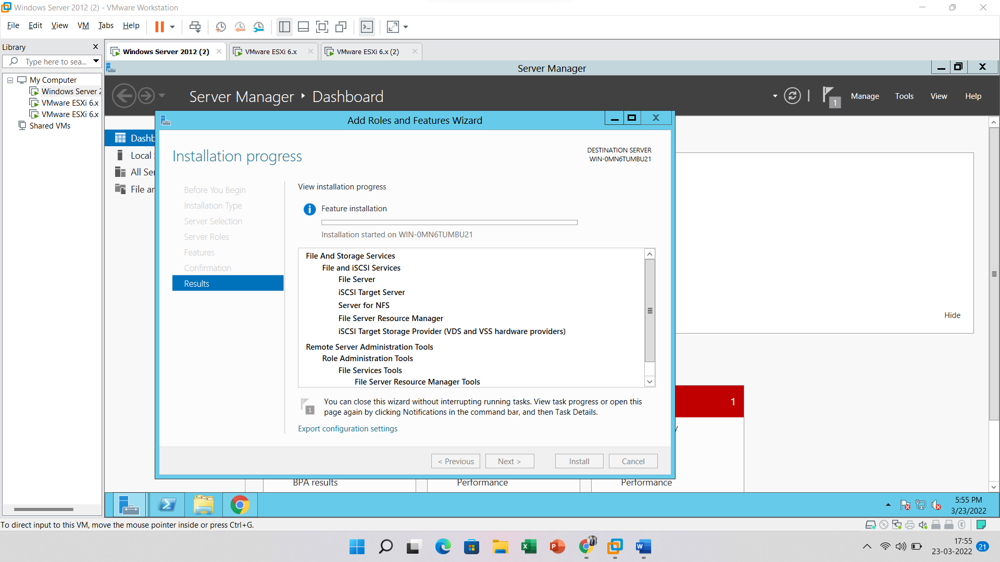 Windows Server 2012 (2) - VMware Workstation
File Edit View VM Tabs Help
Library
Type here to sea...
My Computer
Windows Server 2
VMware ESXi 6.x
VMware ESXi 6.x
Shared VMs
Windows Server 2012 (2)
VMware ESXi 6.x
VMware ESXi 6.x (2)
Server Manager
Server Manager Dashboard
1
Manage Tools View Help
Dashb
Local
All Ser
File an
Add Roles and Features Wizard
Installation progress
DESTINATION SERVER
WIN-0MN6TUMBU21
Before You Begin
Installation Type
Server Selection
Server Roles
Features
Confirmation
Results
View installation progress
Feature installation
Installation started on WIN-0MN6TUMBU21
File And Storage Services
File and iSCSI Services
File Server
iSCSI Target Server
Server for NFS
File Server Resource Manager
iSCSI Target Storage Provider (VDS and VSS hardware providers)
Remote Server Administration Tools
Role Administration Tools
File Services Tools
File Server Resource Manager Tools
1
You can close this wizard without interrupting running tasks. View task progress or open this
page again by clicking Notifications in the command bar, and then Task Details.
Export configuration settings
< Previous
Next >
Install
Cancel
Hide
1
BPA results
Performance
Performance
5:55 PM
3/23/2022
To direct input to this VM, move the mouse pointer inside or press Ctrl+G.
17:55
23-03-2022
21